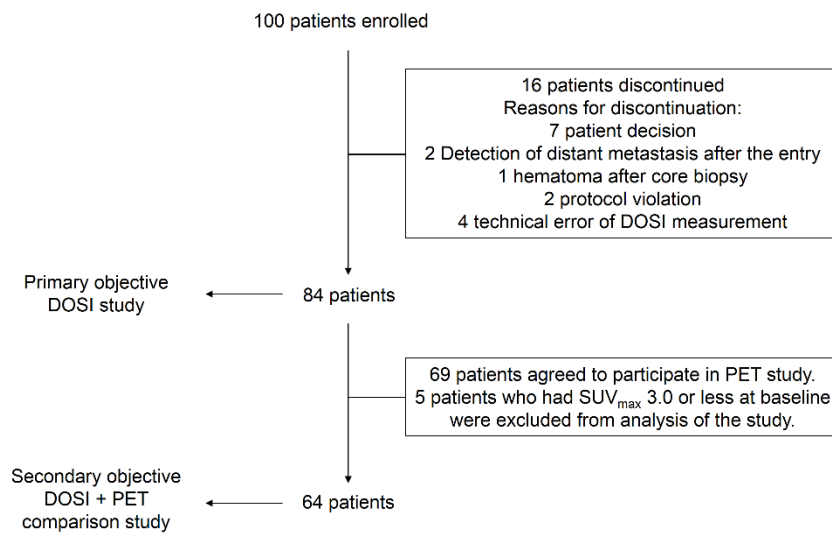 100 patients enrolled
16 patients discontinued
Reasons for discontinuation:
7 patient decision
2 Detection of distant metastasis after the entry
1 hematoma after core biopsy
2 protocol violation
4 technical error of DOSI measurement
Primary objective
DOSI study
84 patients
69 patients agreed to participate in PET study.
5 patients who had SUVmax 3.0 or less at baseline
were excluded from analysis of the study.
Secondary objective
DOSI + PET
comparison study
64 patients